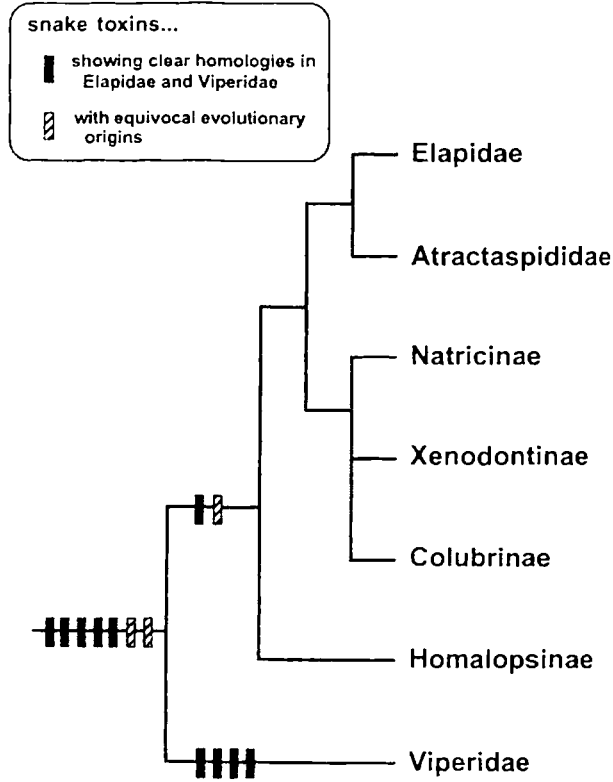 snake toxins...
showing clear homologies in
Elapidae and Viperidae
with equivocal evolutionary
origins
Elapidae
Atractaspididae
Natricinae
Xenodontinae
Colubrinae
Homalopsinae
Viperidae